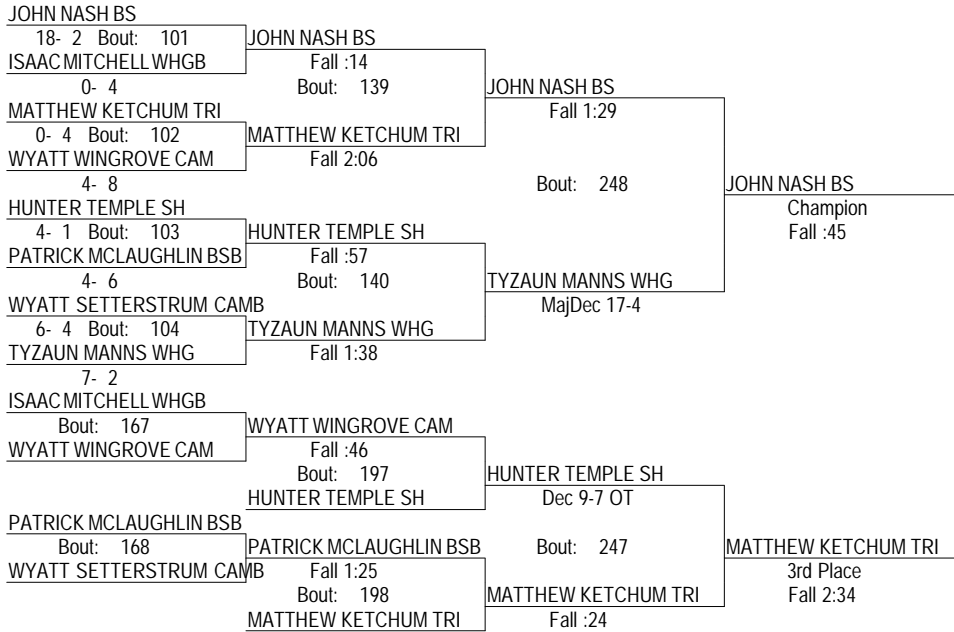 JOHN NASH BS
18- 2 Bout: 101
JOHN NASH BS
ISAAC MITCHELL WHGB
Fall :14
0- 4
Bout: 139
JOHN NASH BS
MATTHEW KETCHUM TRI
Fall 1:29
0- 4 Bout: 102
MATTHEW KETCHUM TRI
WYATT WINGROVE CAM
Fall 2:06
4- 8
Bout: 248
JOHN NASH BS
HUNTER TEMPLE SH
Champion
4- 1 Bout: 103
HUNTER TEMPLE SH
Fall :45
PATRICK MCLAUGHLIN BSB
Fall :57
4- 6
Bout: 140
TYZAUN MANNS WHG
WYATT SETTERSTRUM CAMB
MajDec 17-4
6- 4 Bout: 104
TYZAUN MANNS WHG
TYZAUN MANNS WHG
Fall 1:38
7- 2
ISAAC MITCHELL WHGB
Bout: 167
WYATT WINGROVE CAM
WYATT WINGROVE CAM
Fall :46
Bout: 197
HUNTER TEMPLE SH
HUNTER TEMPLE SH
Dec 9-7 OT
PATRICK MCLAUGHLIN BSB
Bout: 168
PATRICK MCLAUGHLIN BSB
Bout: 247
MATTHEW KETCHUM TRI
WYATT SETTERSTRUM CAMB
Fall 1:25
3rd Place
Bout: 198
MATTHEW KETCHUM TRI
Fall 2:34
MATTHEW KETCHUM TRI
Fall :24